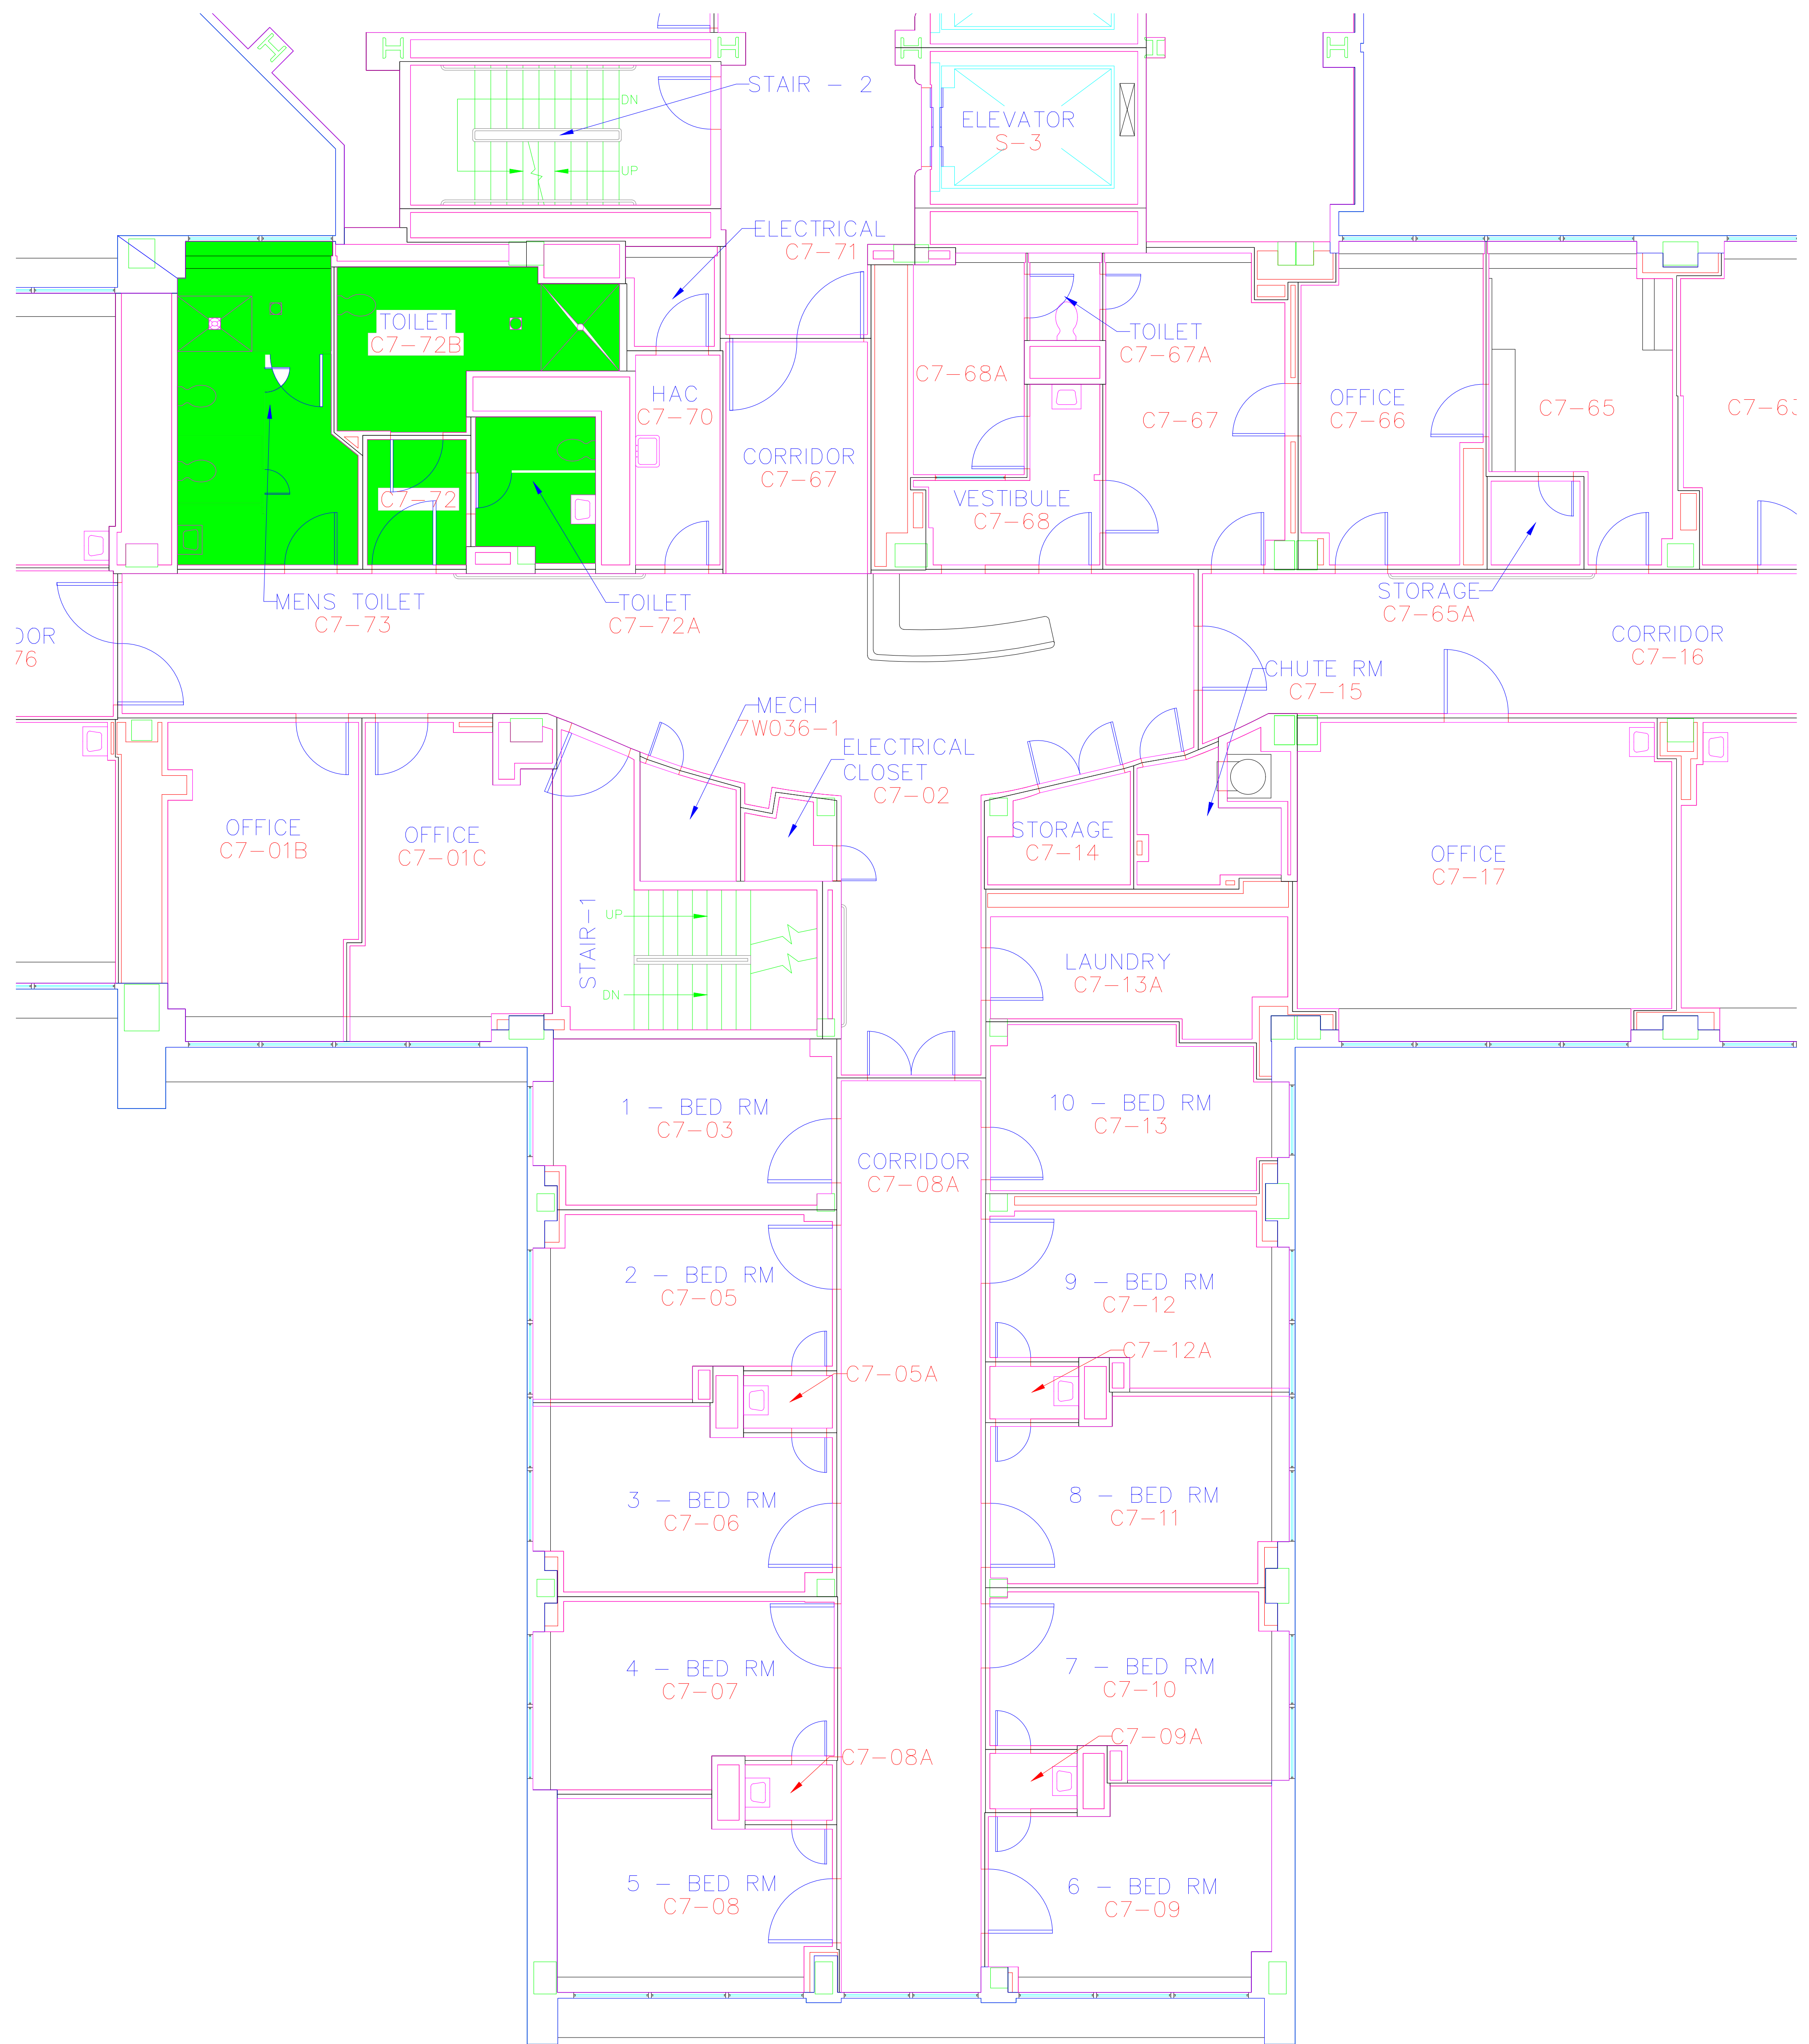 STAIR - 2
DN
UP
ELEVATOR
S-3
ELECTRICAL
C7-71
TOILET
C7-72B
TOILET
C7-67A
C7-68A
HAC
C7-70
OFFICE
C7-66
C7-65
C7-63
C7-67
CORRIDOR
C7-67
VESTIBULE
C7-68
C7-72
MENS TOILET
C7-73
TOILET
C7-72A
STORAGE
C7-65A
DOR
76
CORRIDOR
C7-16
CHUTE RM
C7-15
MECH
7W036-1
ELECTRICAL
CLOSET
C7-02
OFFICE
C7-01B
OFFICE
C7-01C
STORAGE
C7-14
OFFICE
C7-17
STAIR-1
UP
DN
LAUNDRY
C7-13A
1 - BED RM
C7-03
10 - BED RM
C7-13
CORRIDOR
C7-08A
2 - BED RM
C7-05
9 - BED RM
C7-12
C7-05A
C7-12A
3 - BED RM
C7-06
8 - BED RM
C7-11
4 - BED RM
C7-07
7 - BED RM
C7-10
C7-08A
C7-09A
5 - BED RM
C7-08
6 - BED RM
C7-09